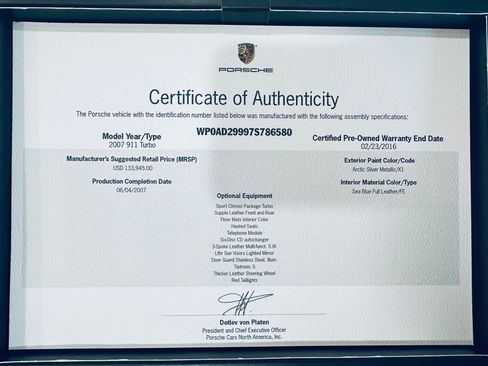 PORSCHE
Certificate of Authenticity
The Porsche vehicle with the identification number listed below was manufactured with the following assembly specifications:
WP0AD29997S786580
Model Year/Type
2007 911 Turbo
Certified Pre-Owned Warranty End Date
02/23/2016
Manufacturer's Suggested Retail Price (MRSP)
USD 133,945.00
Exterior Paint Color/Code
Arctic Silver Metallic/X1
Production Completion Date
06/04/2007
Interior Material Color/Type
Sea Blue Full Leather/FE
Optional Equipment
Sport Chrono Package Turbo
Supple Leather Front and Rear
Floor Mats Interior Color
Heated Seats
Telephone Module
Six-Disc CD autochanger
3-Spoke Leather Multifunct. S.W.
Lthr Sun Visors Lighted Mirror
Door Guard Stainless Steel, Illum.
Tiptronic S
Thicker Leather Steering Wheel
Red Taillights
Detlev von Platen
President and Chief Executive Officer
Porsche Cars North America, Inc.